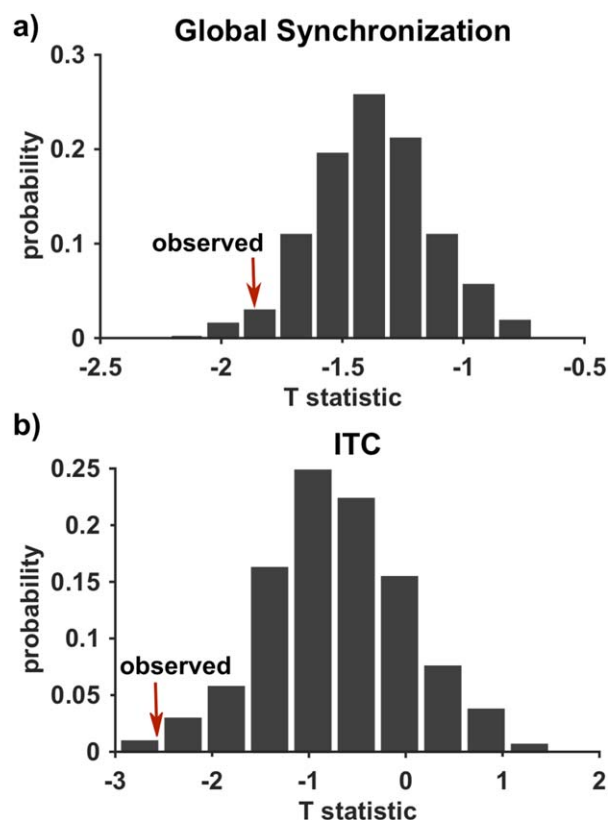 a)
Global Synchronization
0.3
0.2
0.1
0
probability
observed
-2.5 -2 -1.5 -1 -0.5
T statistic
b)
ITC
0.25
0.2
0.15
0.1
0.05
0
probability
observed
-3 -2 -1 0 1 2
T statistic